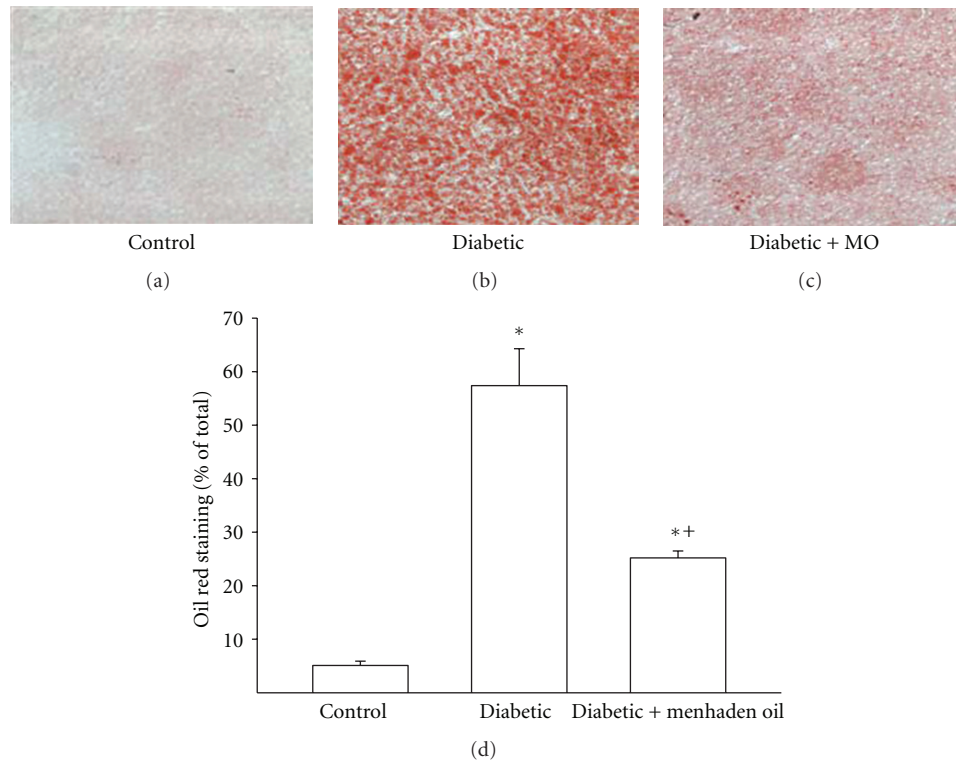 Control
Diabetic
Diabetic + MO
(a)
(b)
(c)
Oil red staining (% of total)
70
60
50
40
30
20
10
*
*+
Control
Diabetic
Diabetic + menhaden oil
(d)